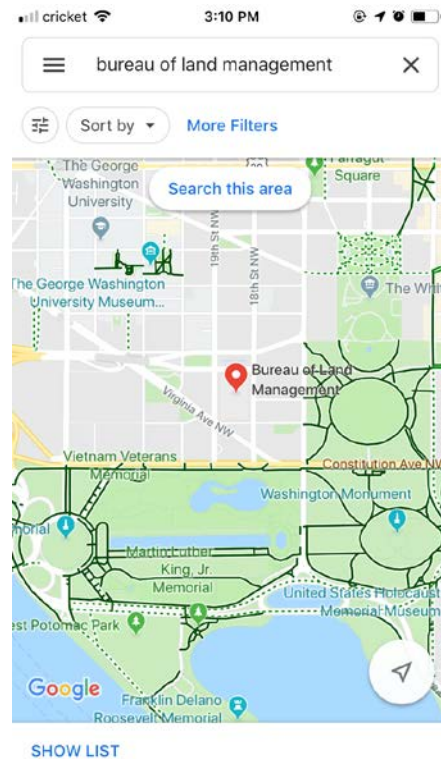 cricket
3:10 PM
bureau of land management
Sort by
More Filters
The George
Washington
University
Farragut
Square
Search this area
19th St NW
18th St NW
The George Washington
University Museum...
The Whi
Bureau of Land
Management
Virginia Ave NW
Vietnam Veterans
Memorial
Constitution Ave NW
Washington Monument
morial
Martin Luther
King, Jr.
Memorial
United States Holocaust
Memorial Museum
est Potomac Park
Google
Franklin Delano
Roosevelt Memorial
SHOW LIST